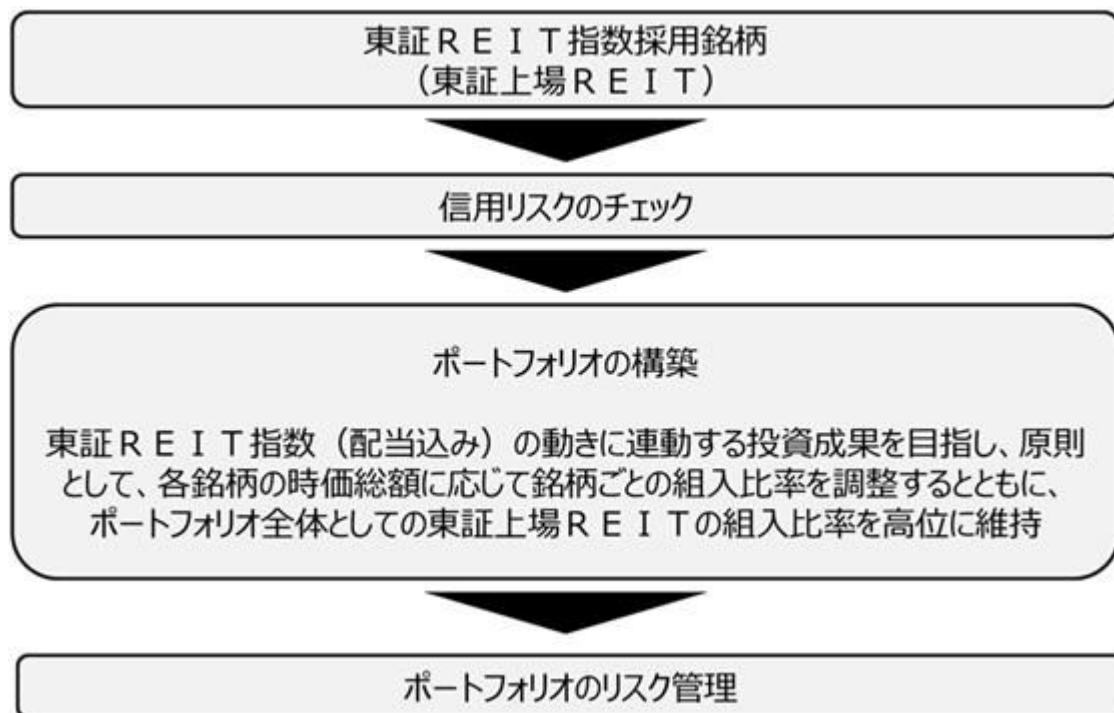 東証ＲＥＩＴ指数採用銘柄
（東証上場ＲＥＩＴ）
信用リスクのチェック
ポートフォリオの構築
東証ＲＥＩＴ指数（配当込み）の動きに連動する投資成果を目指し、原則
として、各銘柄の時価総額に応じて銘柄ごとの組入比率を調整するとともに、
ポートフォリオ全体としての東証上場ＲＥＩＴの組入比率を高位に維持
ポートフォリオのリスク管理